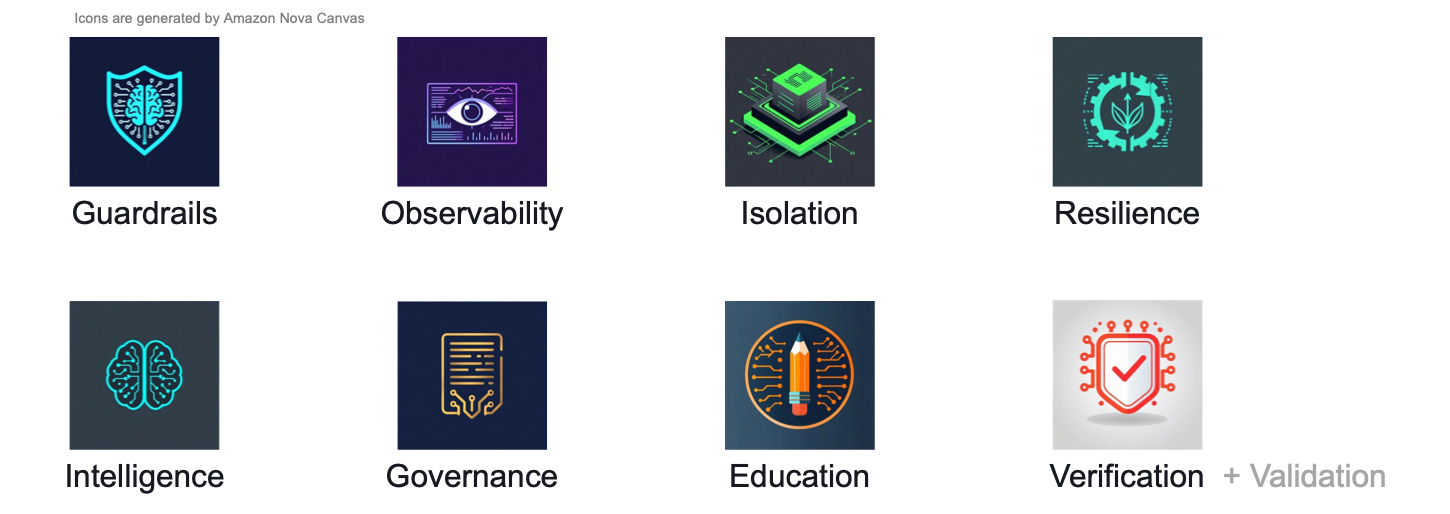 Icons are generated by Amazon Nova Canvas
Guardrails
Observability
Isolation
Resilience
Intelligence
Governance
Education
Verification + Validation